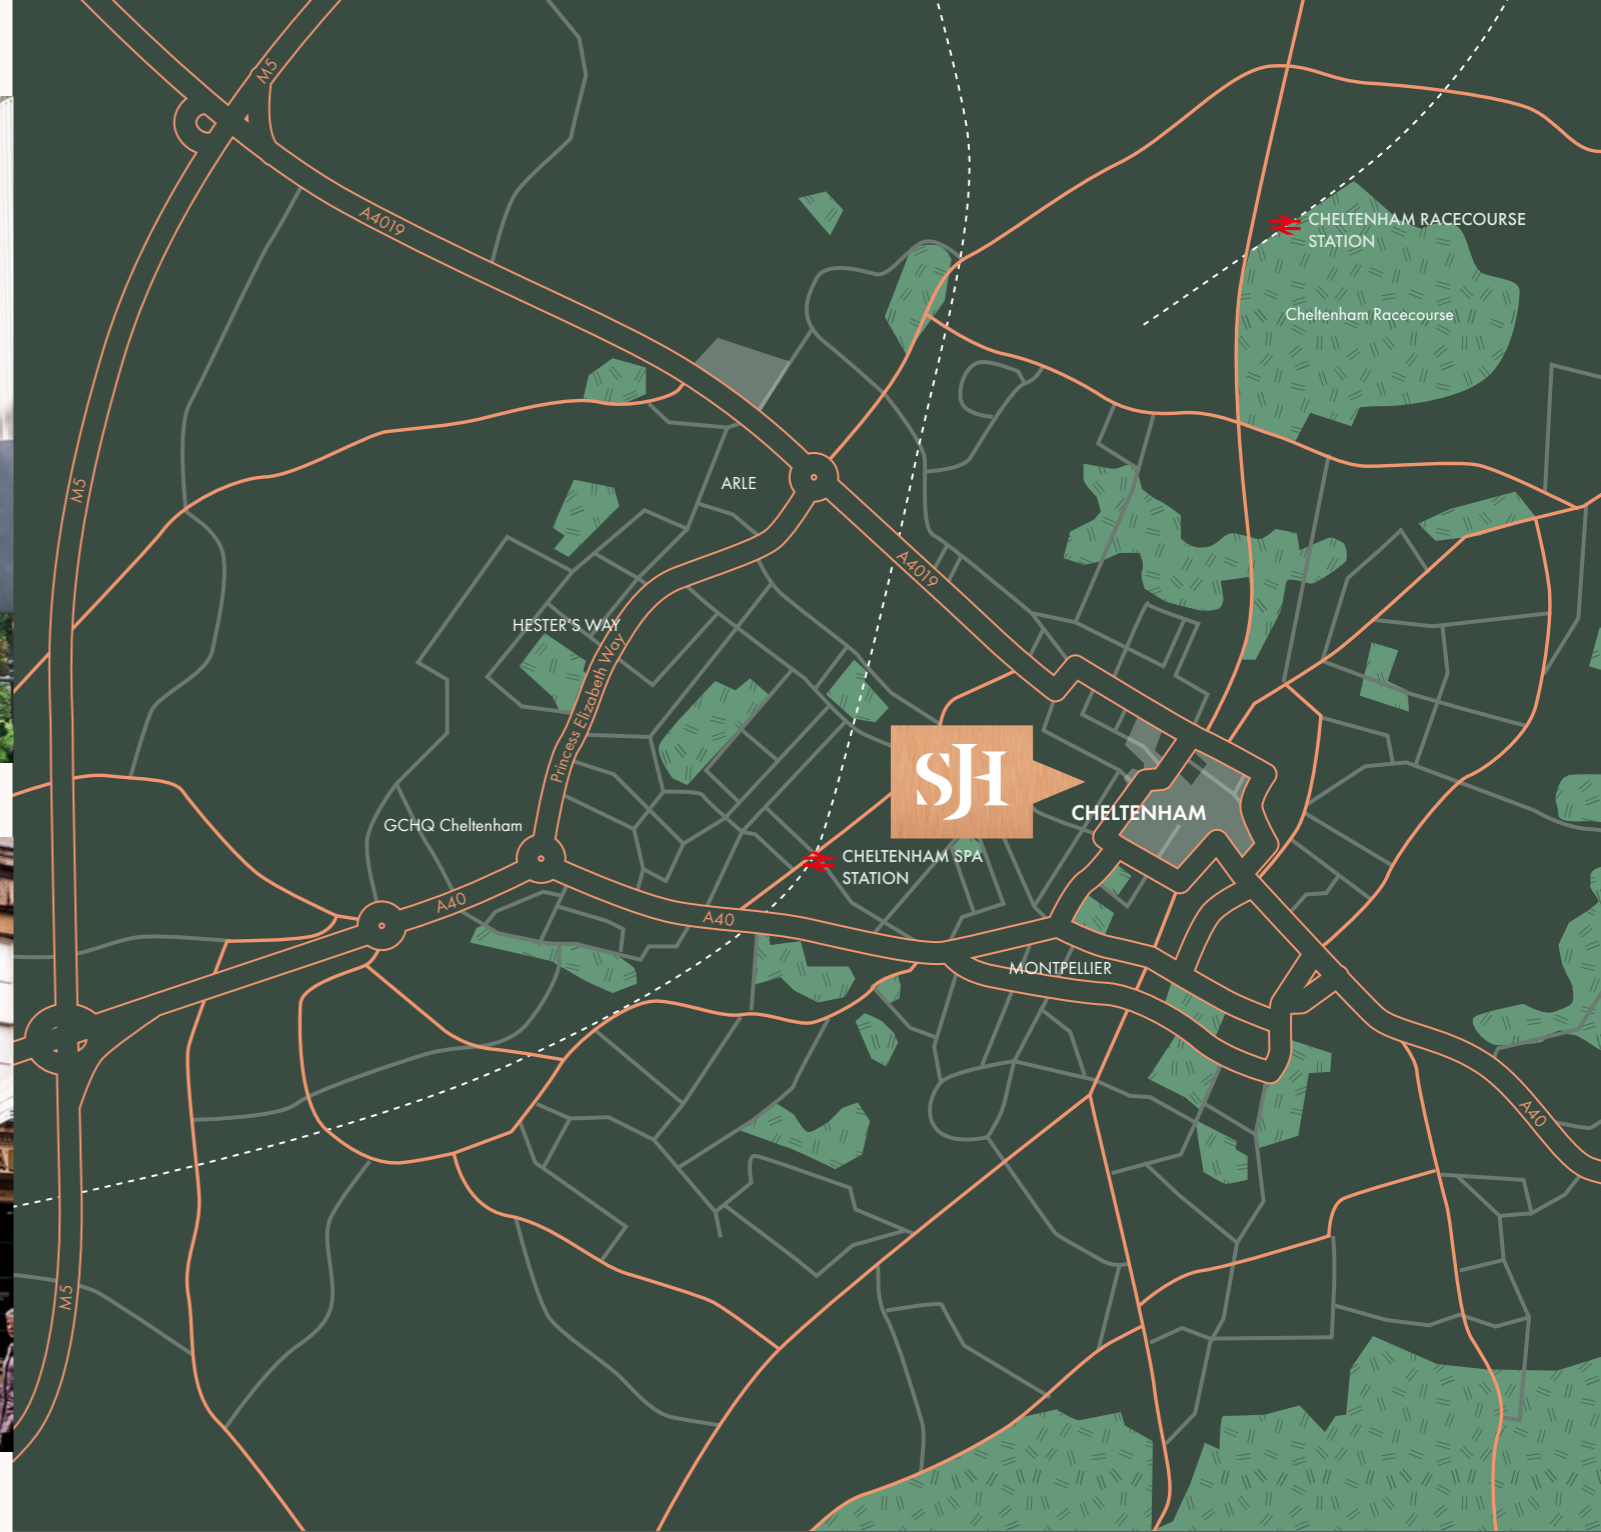 M5
A4019
CHELTENHAM RACECOURSE
STATION
Cheltenham Racecourse
M5
ARLE
A4019
HESTER'S WAY
Princess Elizabeth Way
SJH
CHELTENHAM
GCHQ Cheltenham
CHELTENHAM SPA
STATION
A40
A40
MONTPELLIER
A40
M5